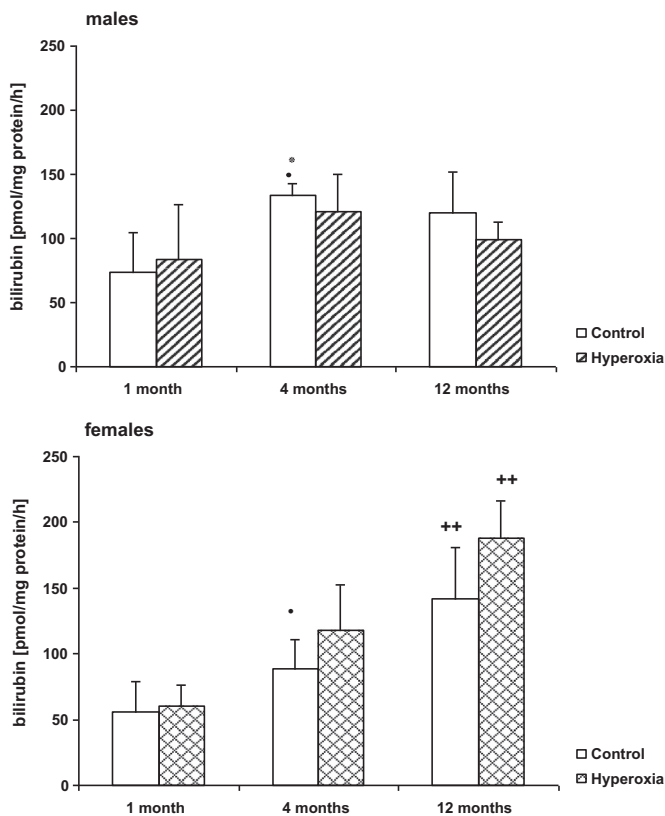 males
250
200
150
100
50
0
bilirubin [pmol/mg protein/h]
*
•
1 month
4 months
12 months
Control
Hyperoxia
females
250
200
150
100
50
0
bilirubin [pmol/mg protein/h]
•
++
++
1 month
4 months
12 months
Control
Hyperoxia